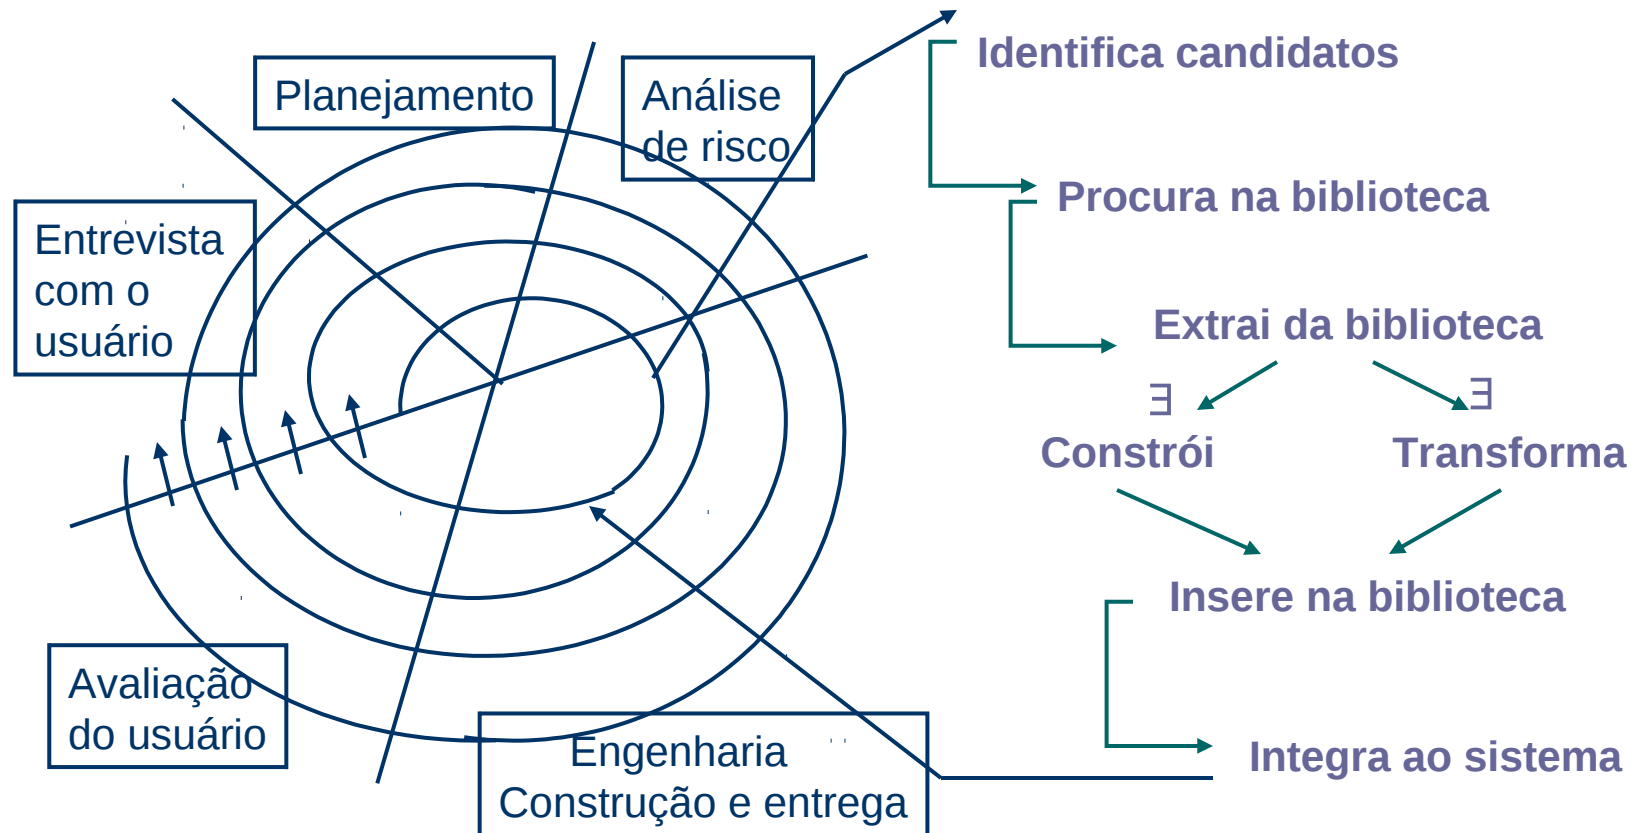 Planejamento
Análise
de risco
Entrevista
com o
usuário
Avaliação
do usuário
Engenharia
Construção e entrega
Identifica candidatos
Procura na biblioteca
Extrai da biblioteca
∃
∃
Constrói
Transforma
Insere na biblioteca
Integra ao sistema